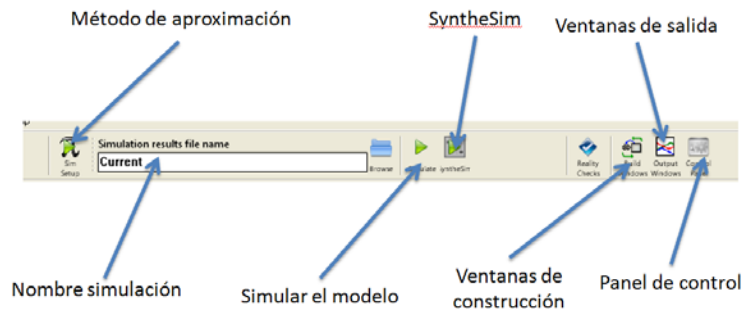 Método de aproximación
SyntheSim
Ventanas de salida
Simulation results file name
Current
Sim
Setup
Browse
Reality
Checks
Output
Windows
Nombre simulación
Simular el modelo
Ventanas de
construcción
Panel de control